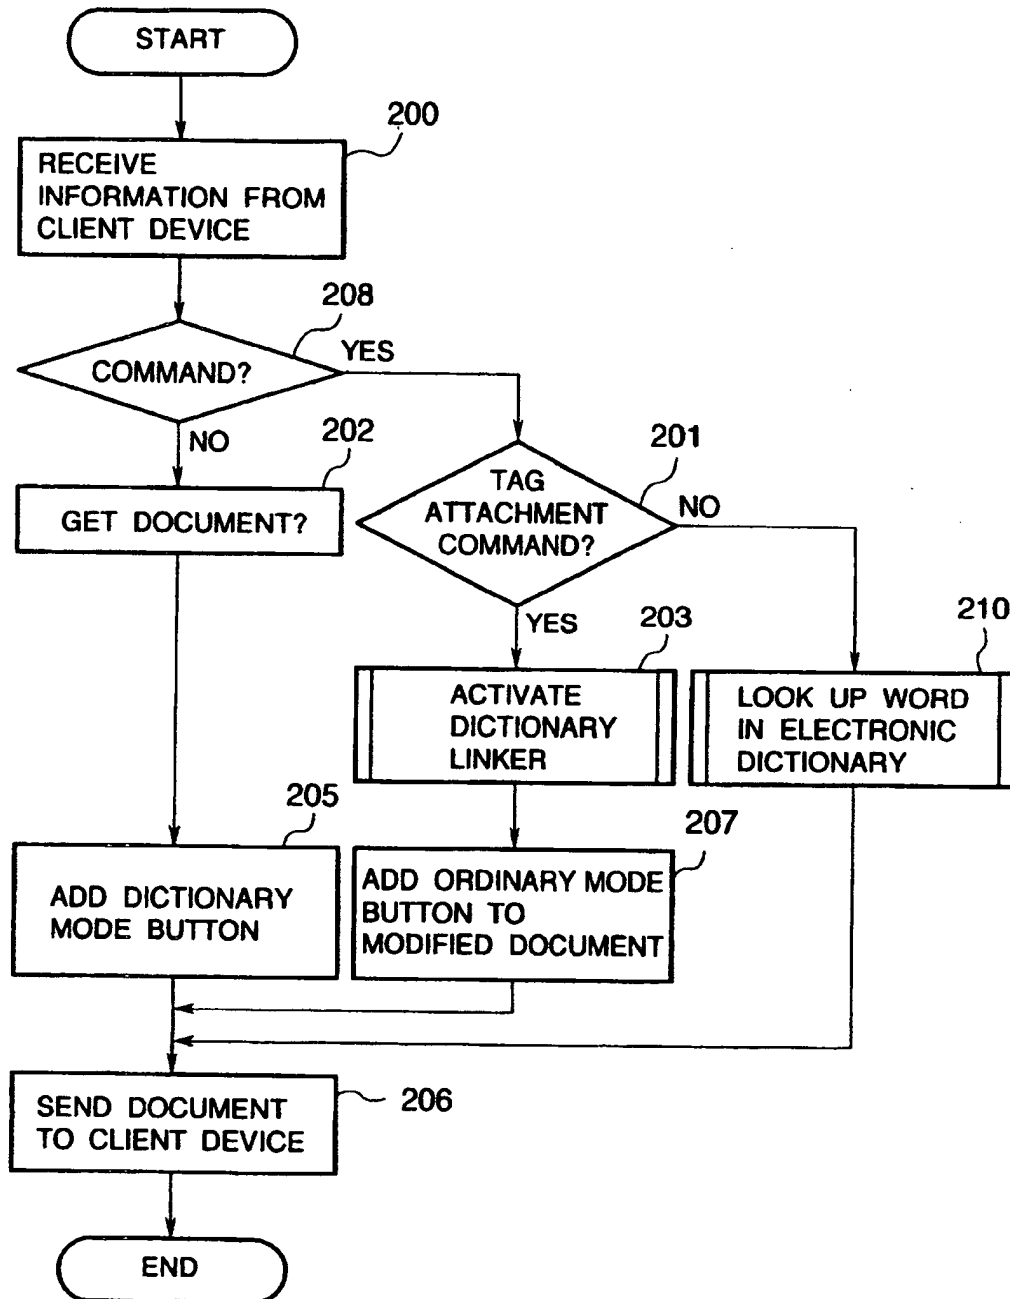 START
200
RECEIVE
INFORMATION FROM
CLIENT DEVICE
208
COMMAND?
YES
NO
202
GET DOCUMENT?
201
TAG
ATTACHMENT
COMMAND?
NO
YES
203
ACTIVATE
DICTIONARY
LINKER
210
LOOK UP WORD
IN ELECTRONIC
DICTIONARY
205
ADD DICTIONARY
MODE BUTTON
207
ADD ORDINARY MODE
BUTTON TO
MODIFIED DOCUMENT
206
SEND DOCUMENT
TO CLIENT DEVICE
END